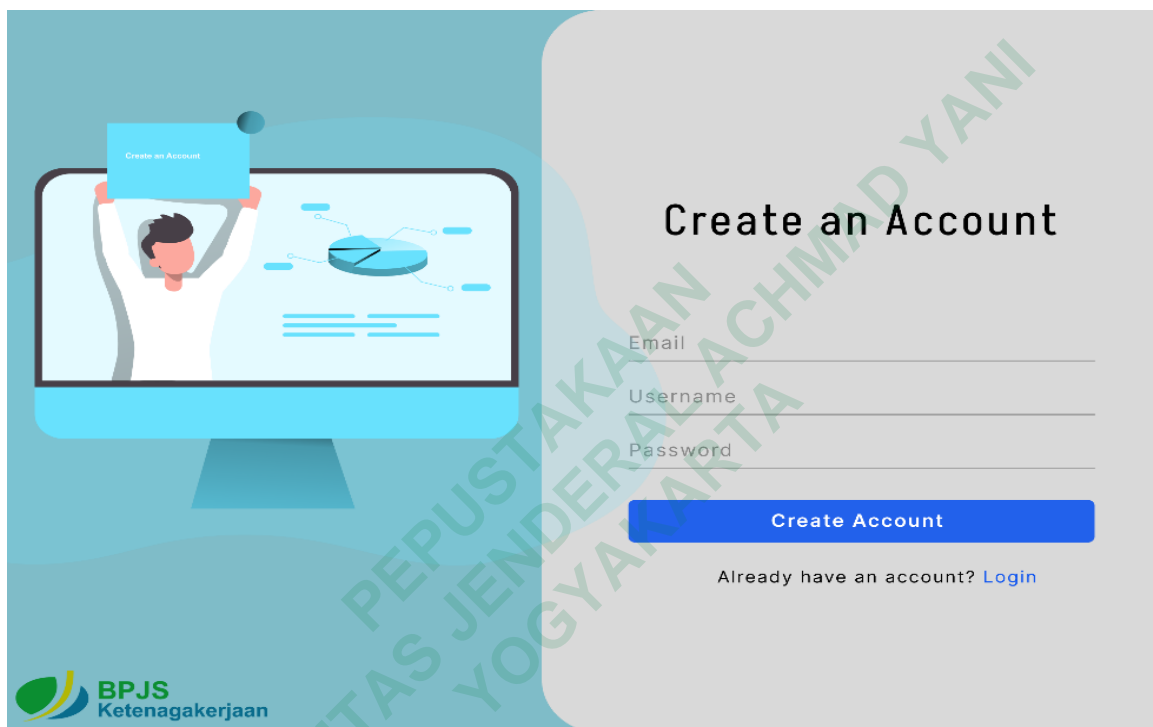 Create an Account
Create an Account
Email
Username
Password
Create Account
Already have an account? Login
BPJS
Ketenagakerjaan
PEPUSTAKAAN
TAS JENDERAL ACHMAD YANI
YOGYAKARTA